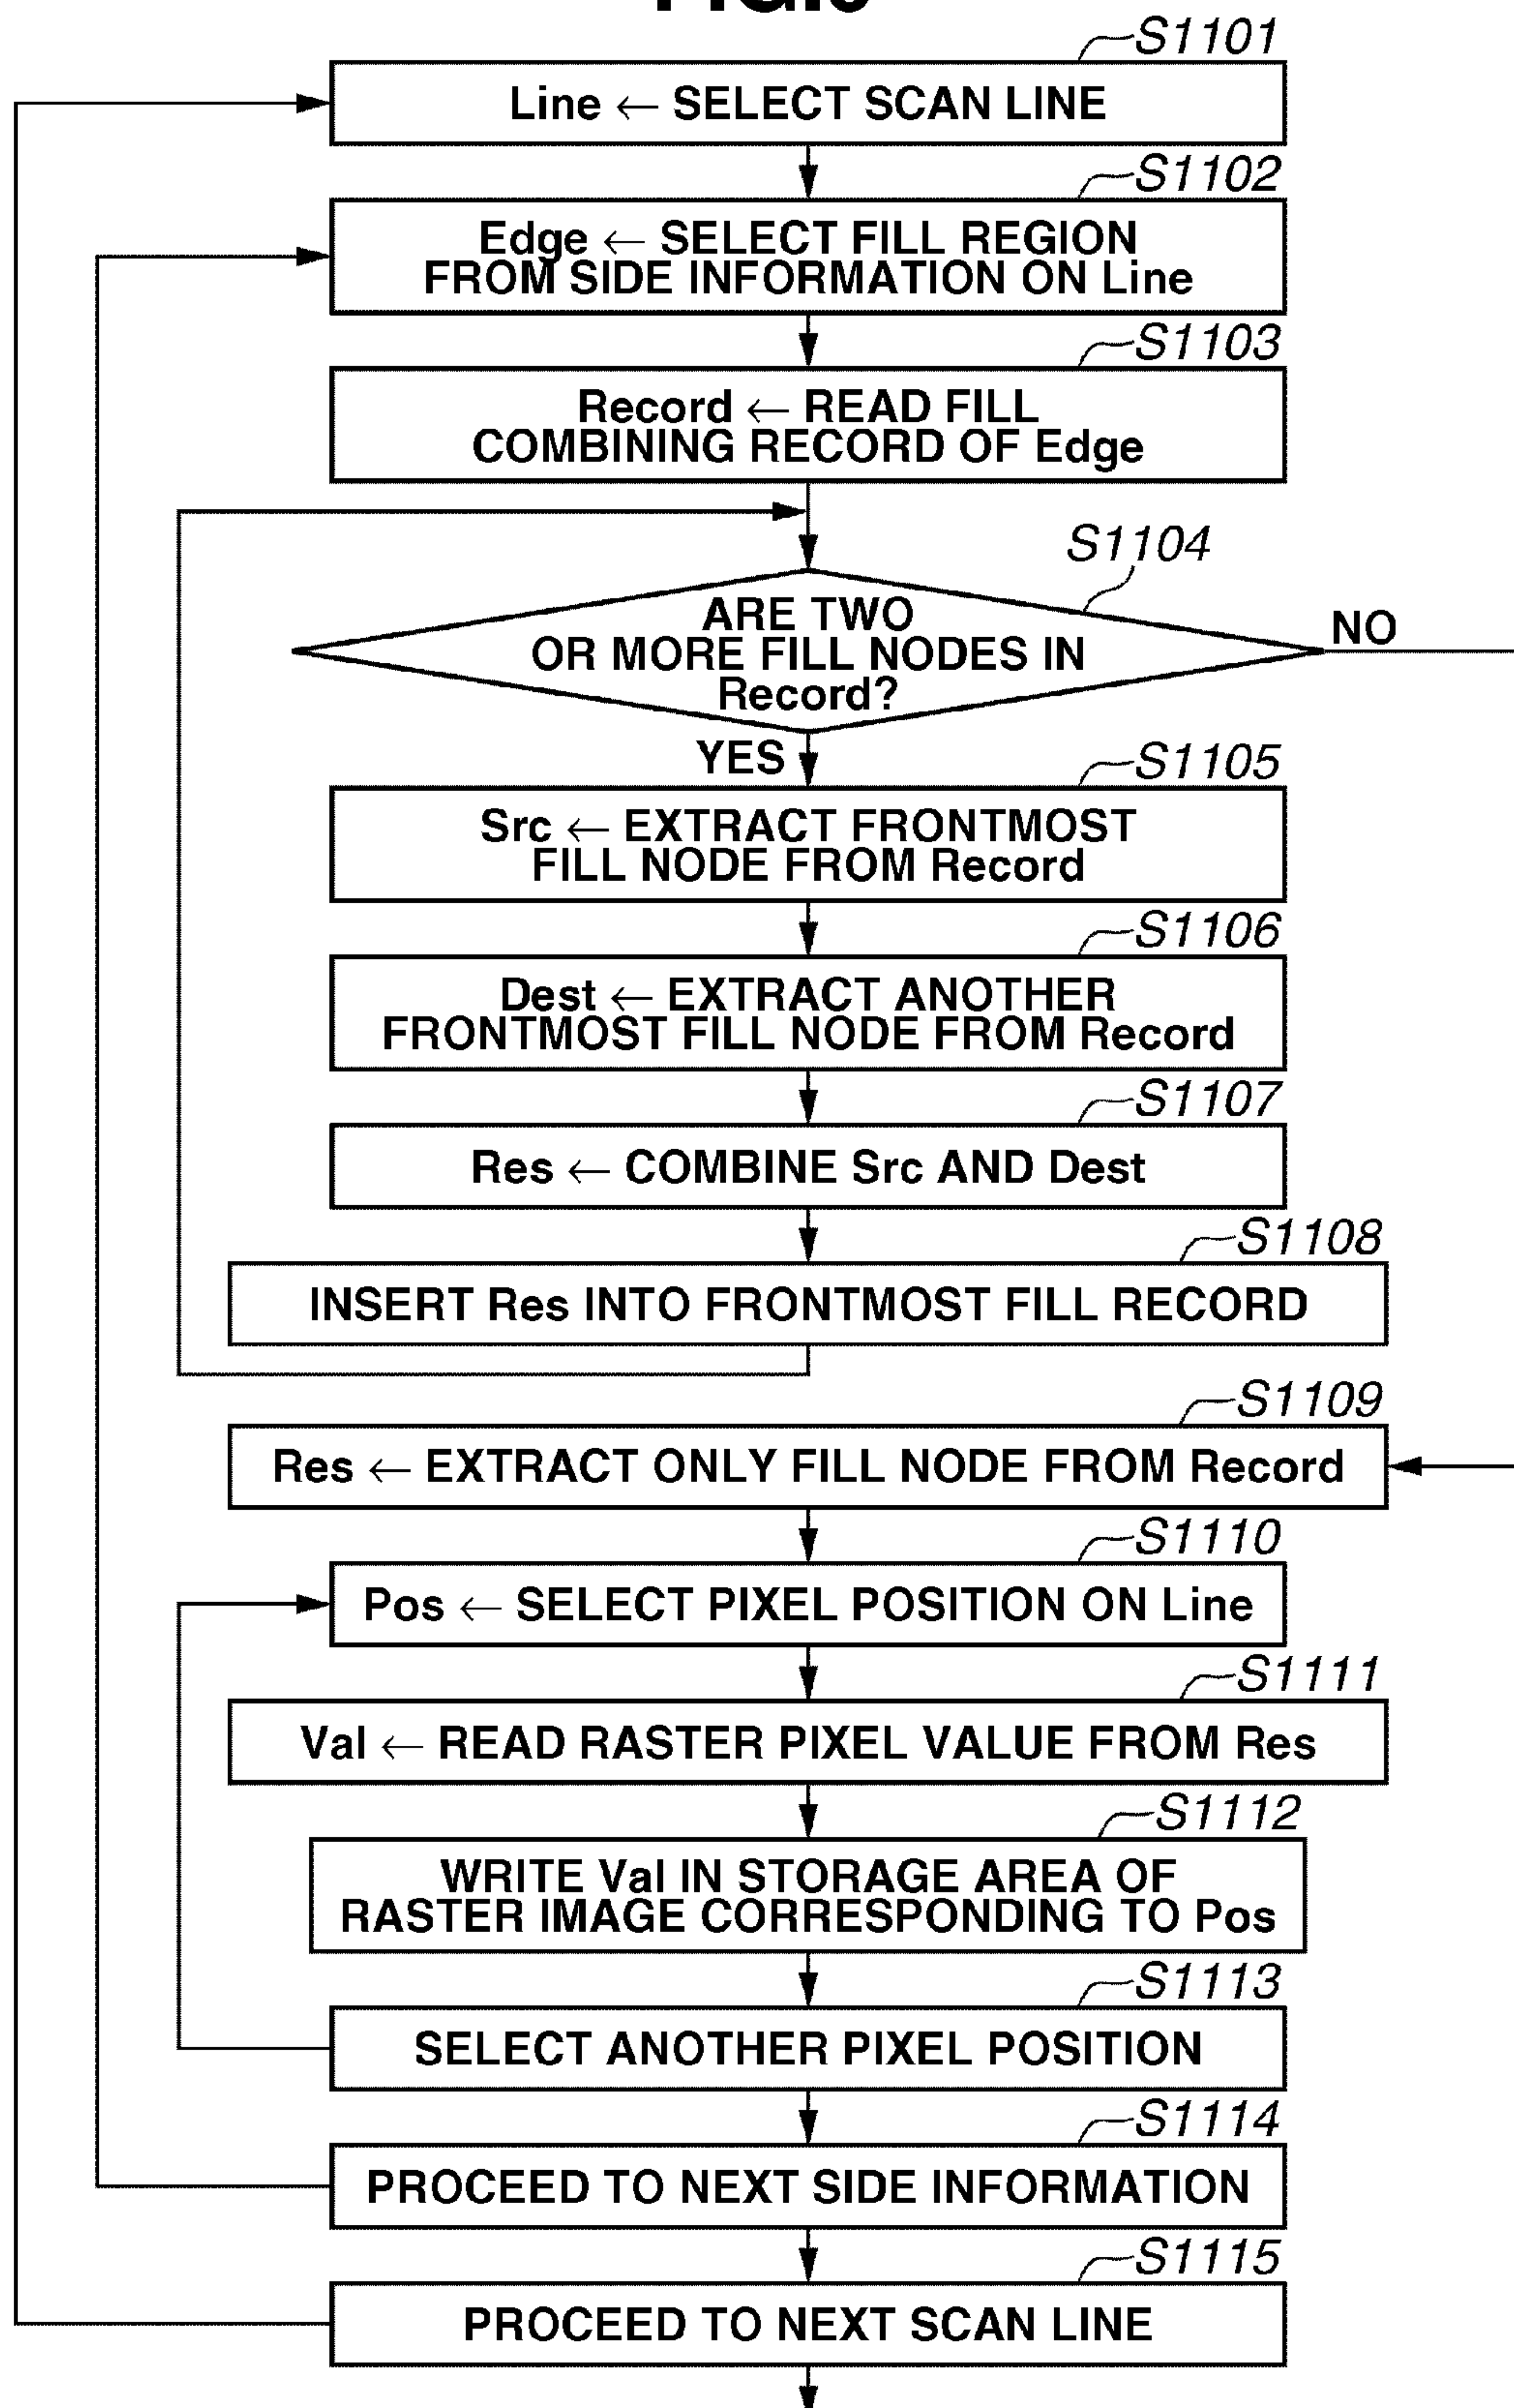 S1101
Line ← SELECT SCAN LINE
S1102
Edge ← SELECT FILL REGION
FROM SIDE INFORMATION ON Line
S1103
Record ← READ FILL
COMBINING RECORD OF Edge
S1104
ARE TWO
OR MORE FILL NODES IN
Record?
NO
YES
S1105
Src ← EXTRACT FRONTMOST
FILL NODE FROM Record
S1106
Dest ← EXTRACT ANOTHER
FRONTMOST FILL NODE FROM Record
S1107
Res ← COMBINE Src AND Dest
S1108
INSERT Res INTO FRONTMOST FILL RECORD
S1109
Res ← EXTRACT ONLY FILL NODE FROM Record
S1110
Pos ← SELECT PIXEL POSITION ON Line
S1111
Val ← READ RASTER PIXEL VALUE FROM Res
S1112
WRITE Val IN STORAGE AREA OF
RASTER IMAGE CORRESPONDING TO Pos
S1113
SELECT ANOTHER PIXEL POSITION
S1114
PROCEED TO NEXT SIDE INFORMATION
S1115
PROCEED TO NEXT SCAN LINE